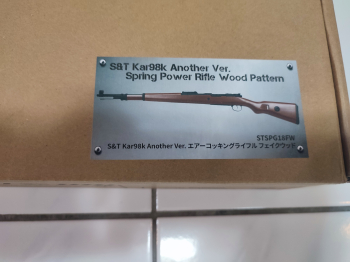 S&T Kar98k Another Ver.
Spring Power Rifle Wood Pattern
STSPG18FW
S&T Kar98k Another Ver. エアーコッキングライフル フェイクウッド